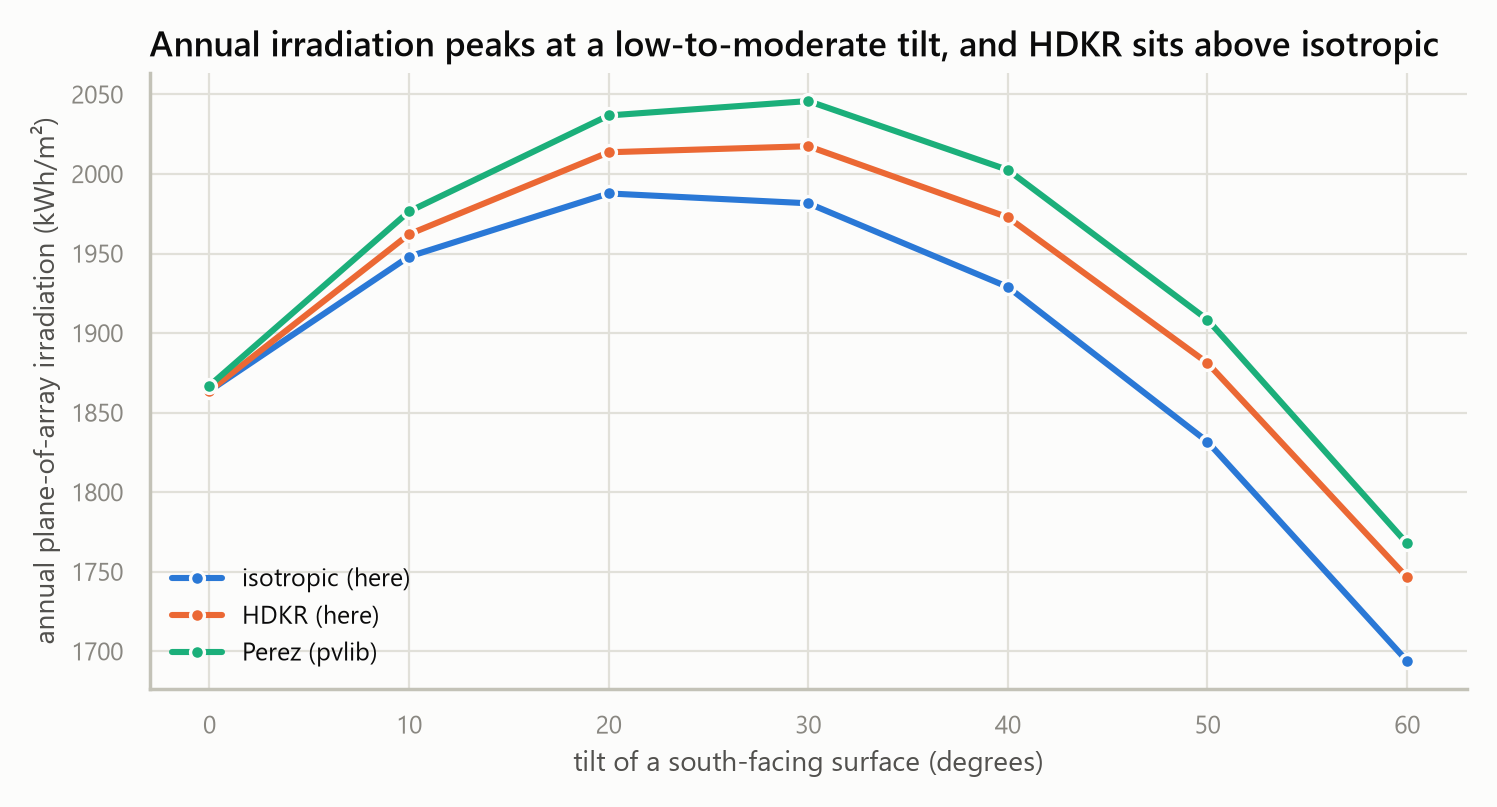 Annual irradiation peaks at a low-to-moderate tilt, and HDKR sits above isotropic
annual plane-of-array irradiation (kWh/m²)
2050
2000
1950
1900
1850
1800
1750
1700
isotropic (here)
HDKR (here)
Perez (pvlib)
0 10 20 30 40 50 60
tilt of a south-facing surface (degrees)